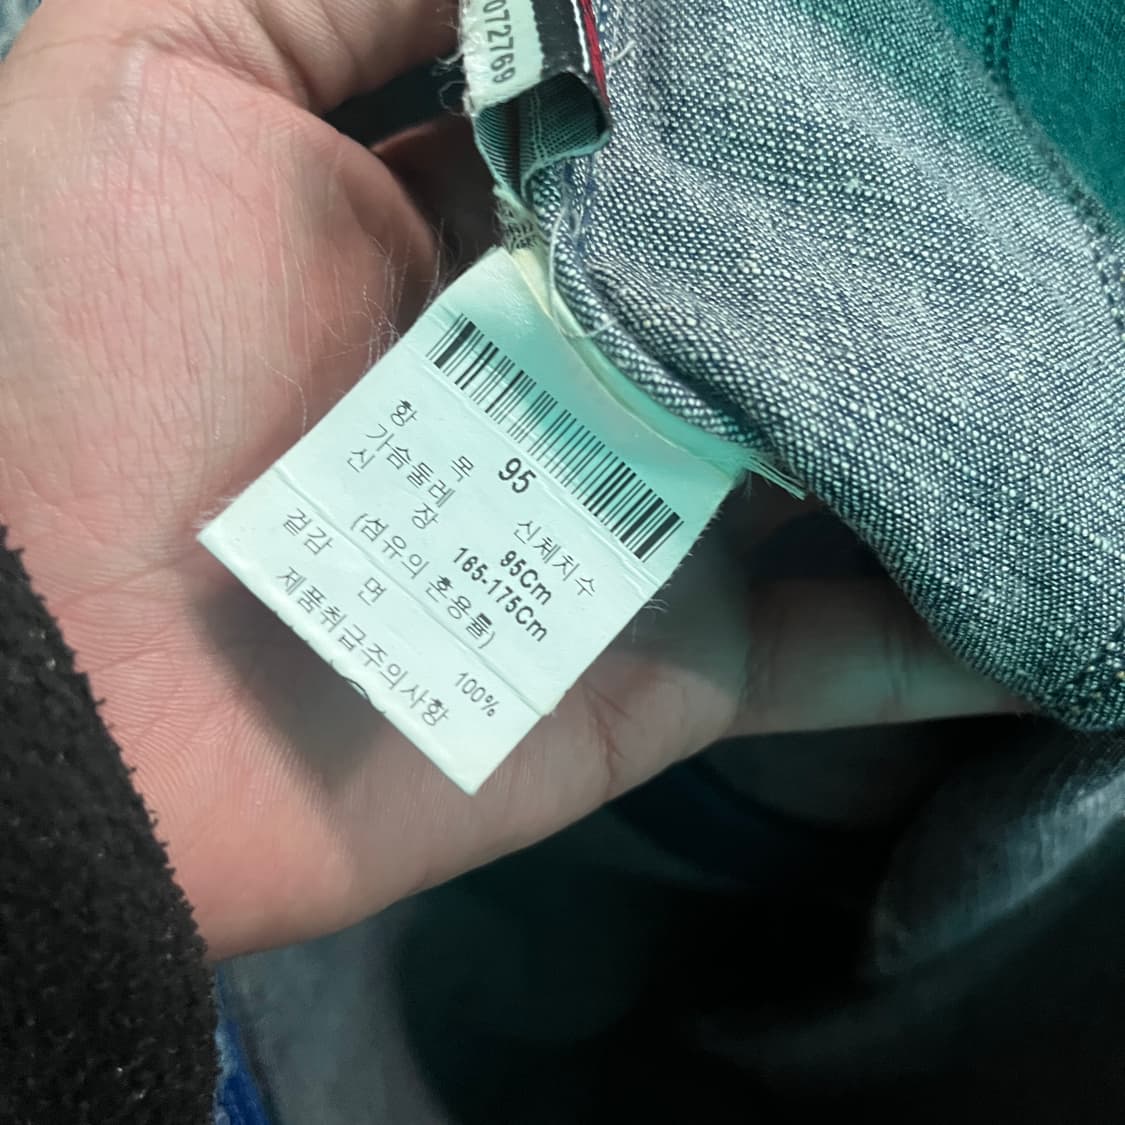 072769
95
항 목 신체치수
가슴둘레 95Cm
신 장 165-175Cm
(섬유의 혼용률)
겉감 면 100%
제품취급주의사항